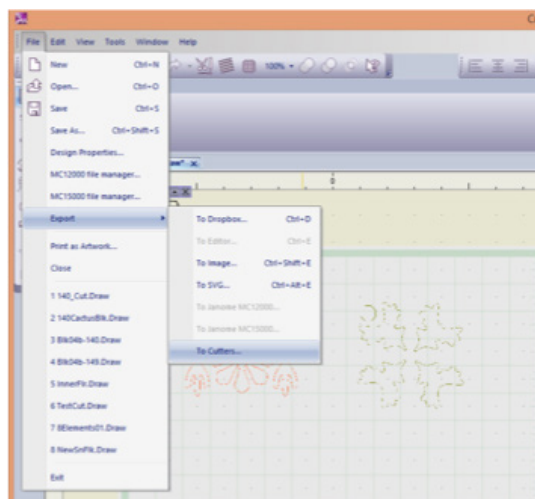 File Edit View Tools Window Help
New Ctrl+N
Open... Ctrl+O
100%
Save Ctrl+S
Save As... Ctrl+Shift+S
Design Properties...
MC12000 file manager...
MC15000 file manager...
Export
To Dropbox... Ctrl+D
To Editor... Ctrl+E
To Image... Ctrl+Shift+E
To SVG... Ctrl+Alt+E
To Janome MC12000...
To Janome MC15000...
To Cutters...
Print as Artwork...
Close
1 140_Cut.Draw
2 140CactusBlk.Draw
3 Blk04b-140.Draw
4 Blk04b-149.Draw
5 InnerFlr.Draw
6 TestCut.Draw
7 8Elements01.Draw
8 NewSnFlk.Draw
Exit